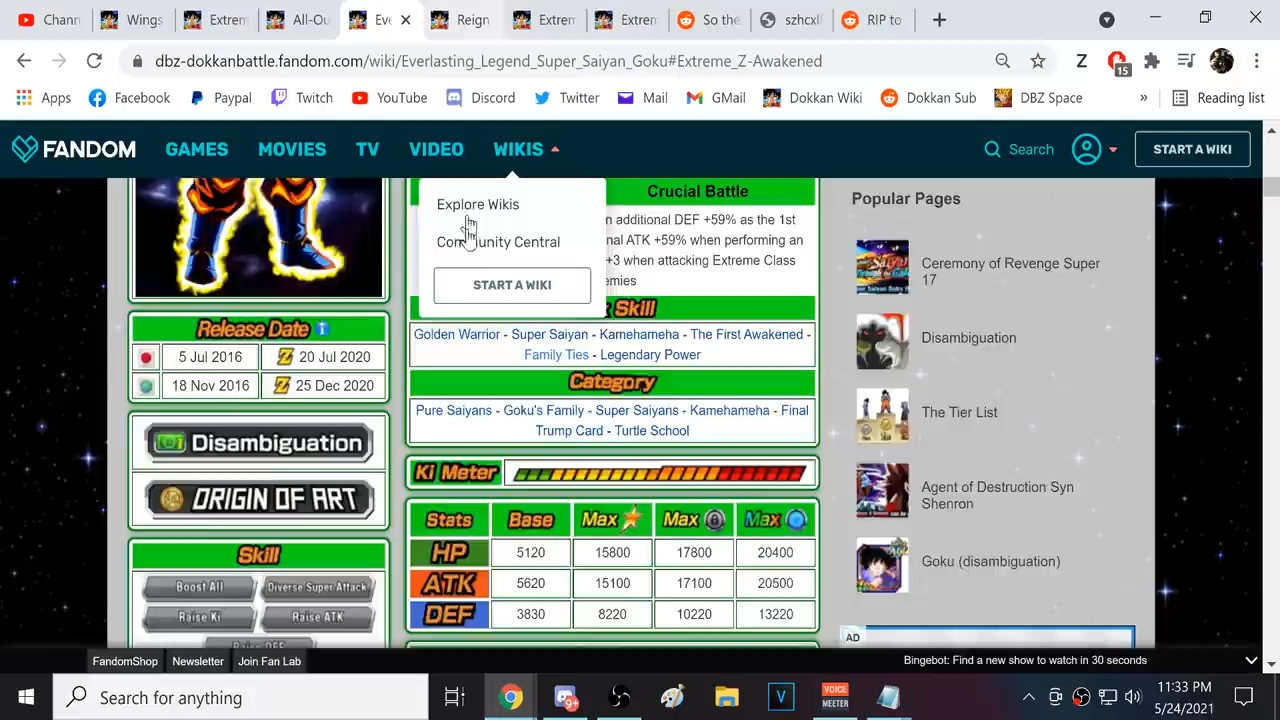 Chann
Wings
Extrem
All-Ou
Eve
Reign
Extrem
Extrem
So the
szhcxl
RIP to
dbz-dokkanbattle.fandom.com/wiki/Everlasting_Legend_Super_Saiyan_Goku#Extreme_Z-Awakened
Z
15
Apps
Facebook
Paypal
Twitch
YouTube
Discord
Twitter
Mail
GMail
Dokkan Wiki
Dokkan Sub
DBZ Space
»
Reading list
FANDOM
GAMES
MOVIES
TV
VIDEO
WIKIS
Search
START A WIKI
Explore Wikis
Community Central
START A WIKI
Crucial Battle
n additional DEF +59% as the 1st
nal ATK +59% when performing an
+3 when attacking Extreme Class
emies
Skill
Golden Warrior - Super Saiyan - Kamehameha - The First Awakened -
Family Ties - Legendary Power
Category
Pure Saiyans - Goku's Family - Super Saiyans - Kamehameha - Final
Trump Card - Turtle School
Ki Meter
Stats Base Max Max Max
HP 5120 15800 17800 20400
ATK 5620 15100 17100 20500
DEF 3830 8220 10220 13220
Release Date
5 Jul 2016 Z 20 Jul 2020
18 Nov 2016 Z 25 Dec 2020
Disambiguation
ORIGIN OF ART
Skill
Boost All Diverse Super Attack
Raise Ki Raise ATK
Raise DEF
Popular Pages
Ceremony of Revenge Super
17
Disambiguation
The Tier List
Agent of Destruction Syn
Shenron
Goku (disambiguation)
AD
FandomShop
Newsletter
Join Fan Lab
Bingebot: Find a new show to watch in 30 seconds
Search for anything
9+
V
VOICE
MEETER
11:33 PM
5/24/2021